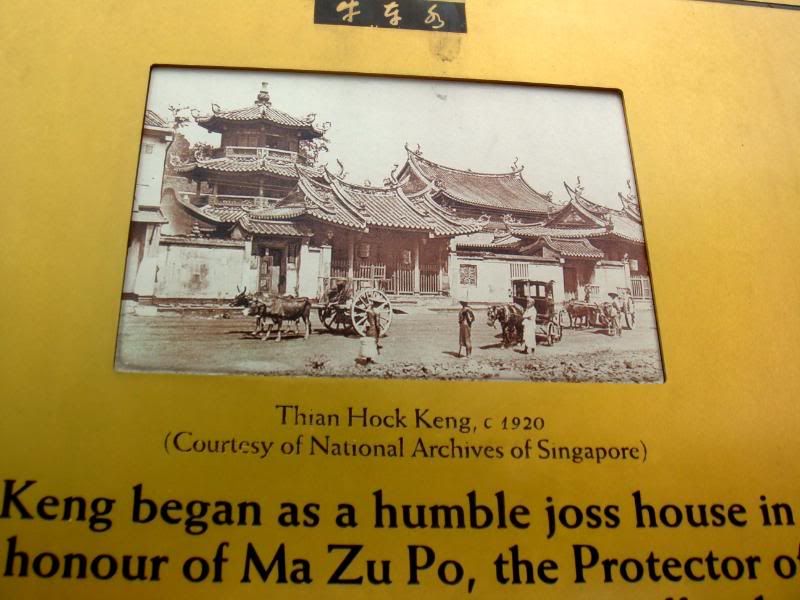 牛车水
Thian Hock Keng, c 1920
(Courtesy of National Archives of Singapore)
Keng began as a humble joss house in
honour of Ma Zu Po, the Protector of